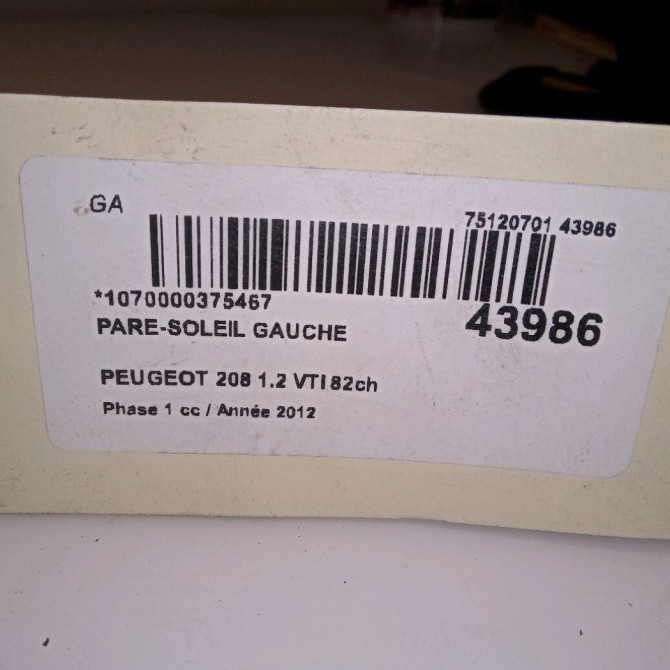 GA
75120701 43986
*1070000375467
43986
PARE-SOLEIL GAUCHE
PEUGEOT 208 1.2 VTI 82ch
Phase 1 cc / Année 2012